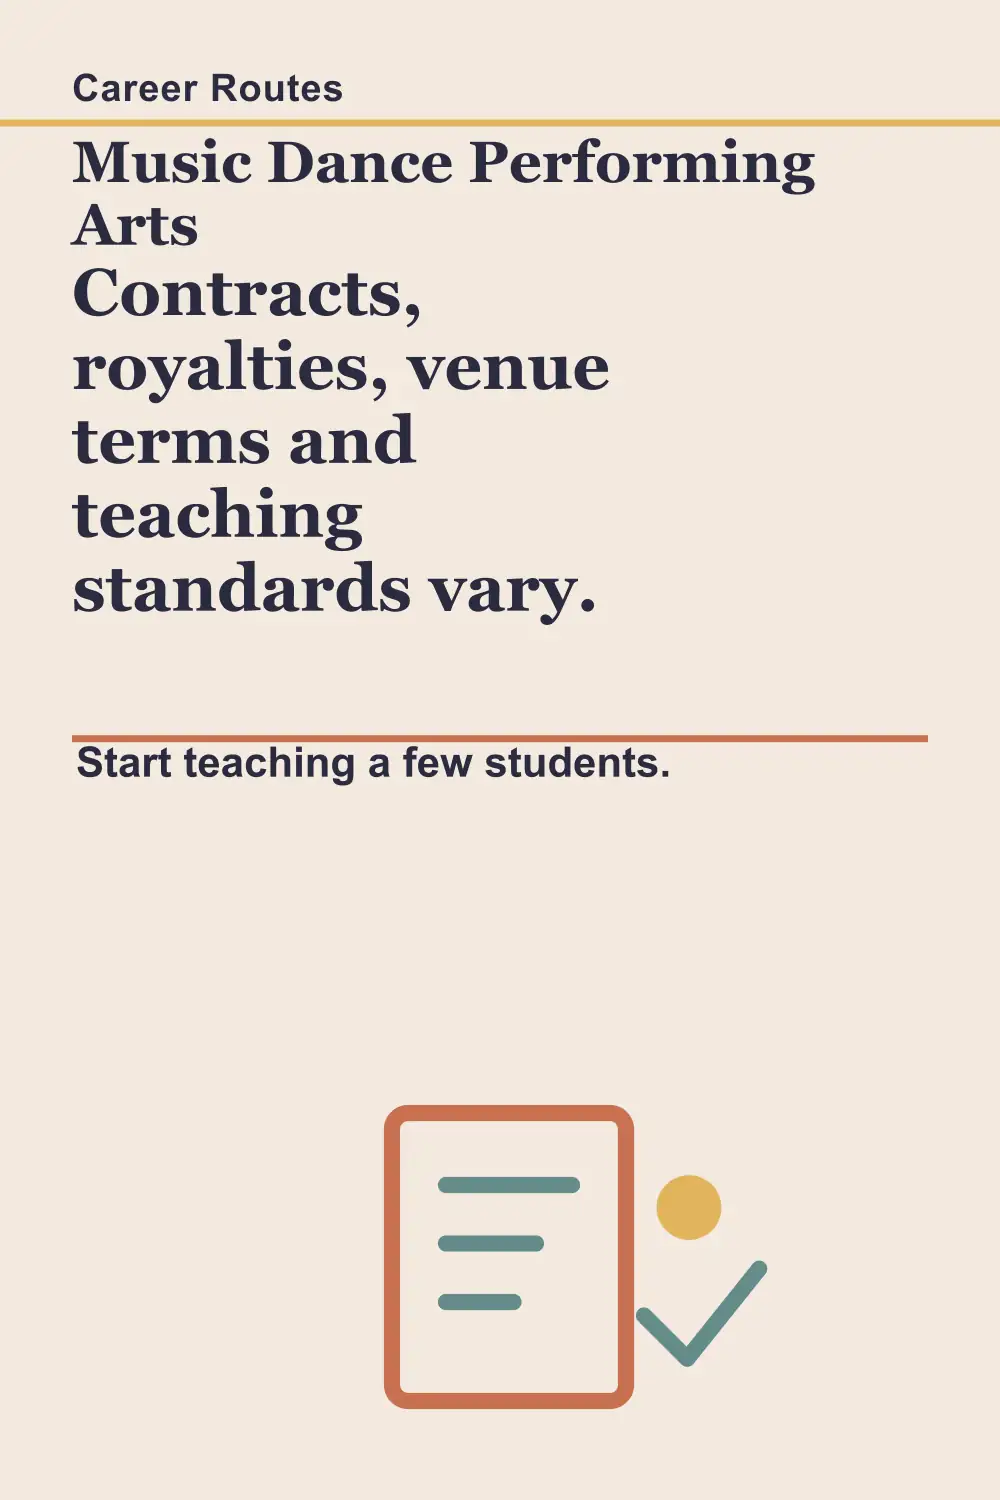 Career Routes
Music Dance Performing
Arts
Contracts,
royalties, venue
terms and
teaching
standards vary.
Start teaching a few students.